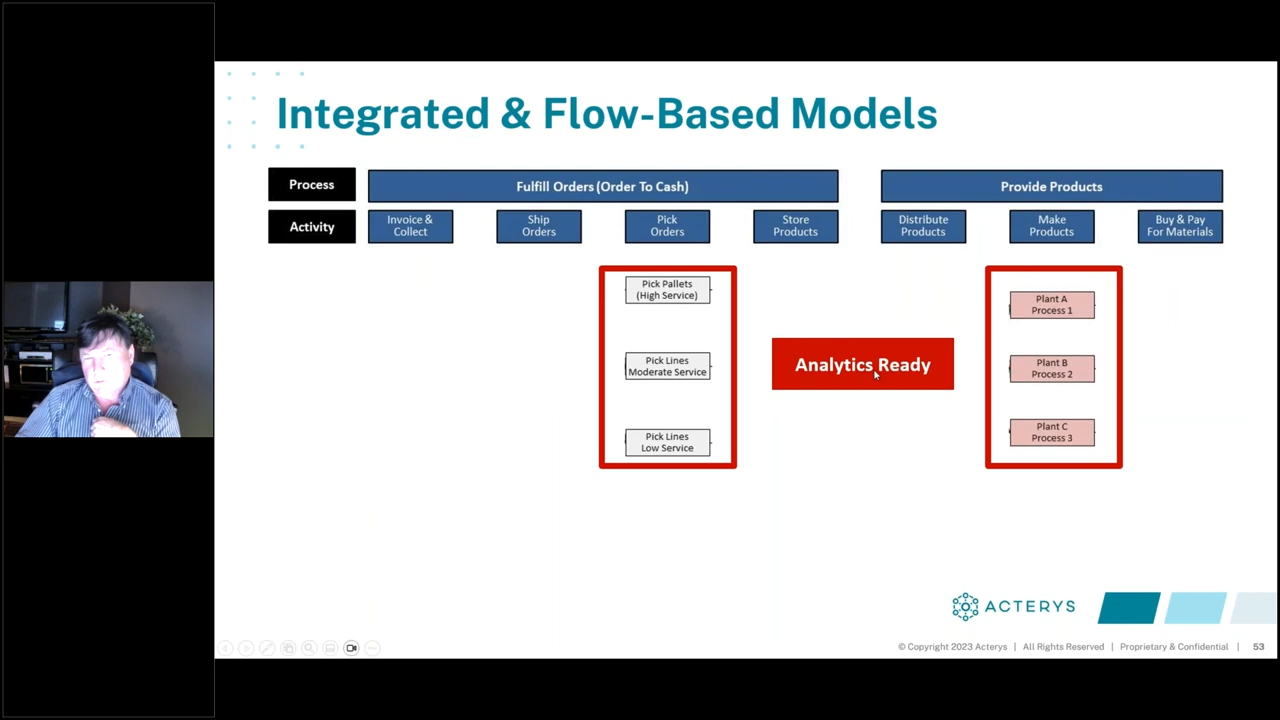 Integrated & Flow-Based Models
Process
Fulfill Orders (Order To Cash)
Provide Products
Activity
Invoice &
Collect
Ship
Orders
Pick
Orders
Store
Products
Distribute
Products
Make
Products
Buy & Pay
For Materials
Pick Pallets
(High Service)
Pick Lines
Moderate Service
Pick Lines
Low Service
Analytics Ready
Plant A
Process 1
Plant B
Process 2
Plant C
Process 3
ACTERYS
© Copyright 2023 Acterys | All Rights Reserved | Proprietary & Confidential | 53